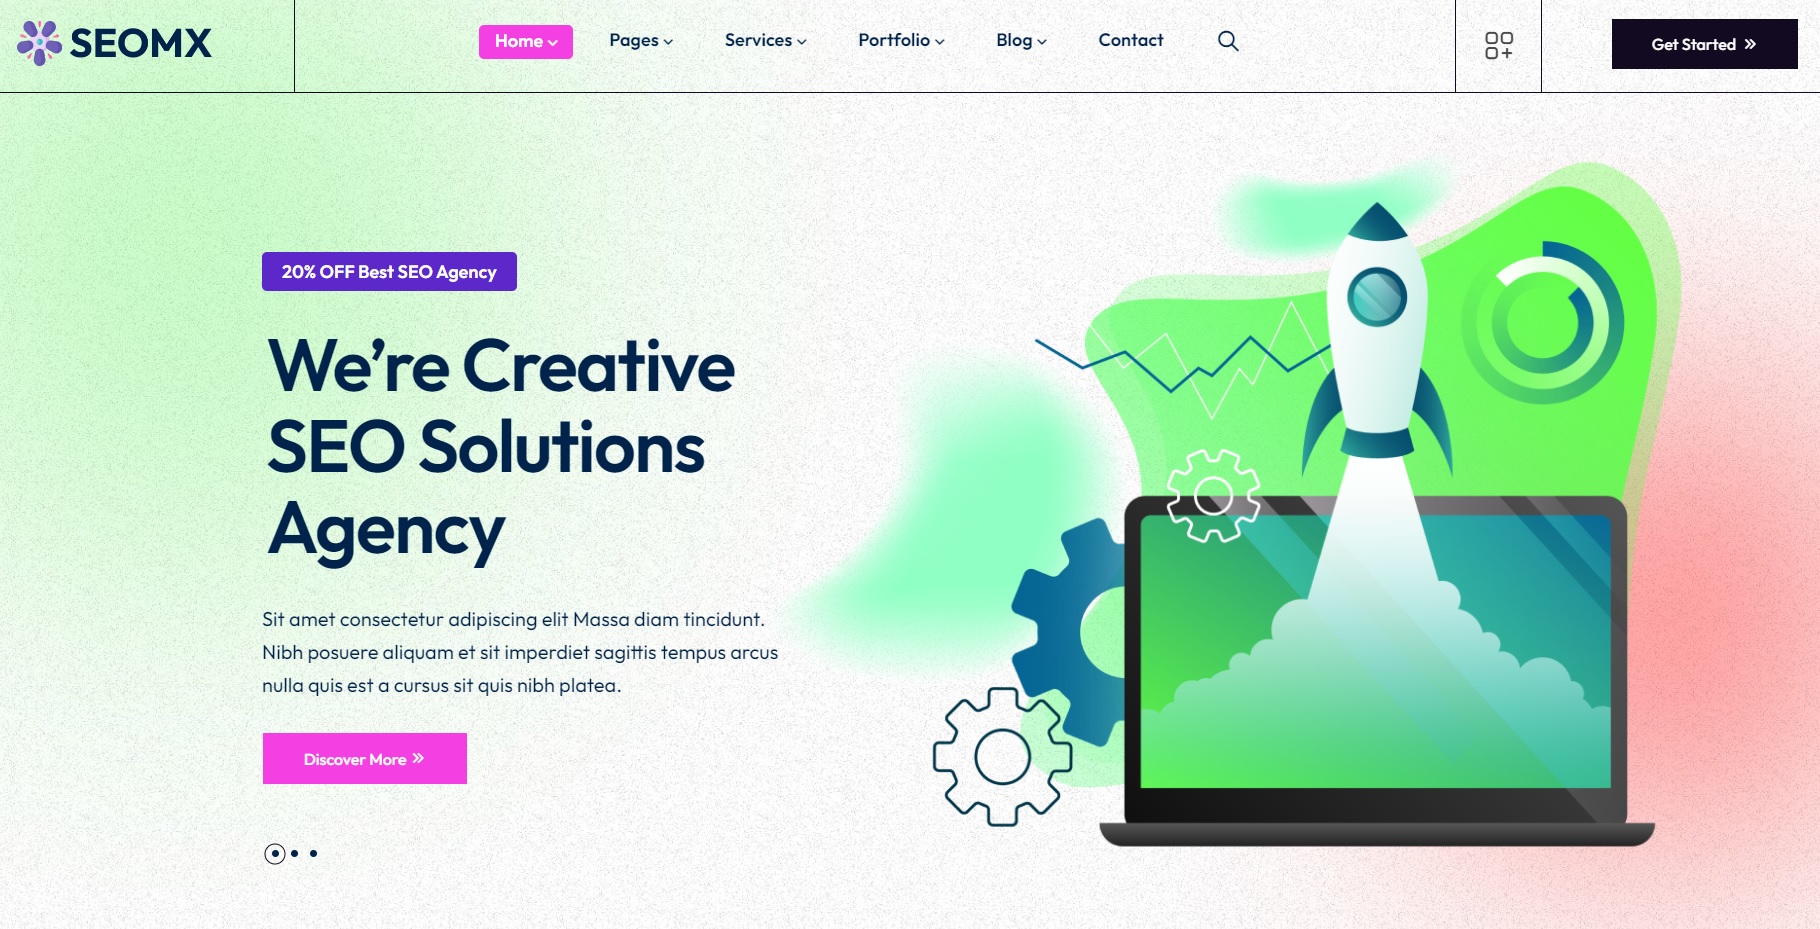 SEOMX
Home
Pages
Services
Portfolio
Blog
Contact
Get Started
20% OFF Best SEO Agency
We’re Creative
SEO Solutions
Agency
Sit amet consectetur adipiscing elit Massa diam tincidunt.
Nibh posuere aliquam et sit imperdiet sagittis tempus arcus
nulla quis est a cursus sit quis nibh platea.
Discover More